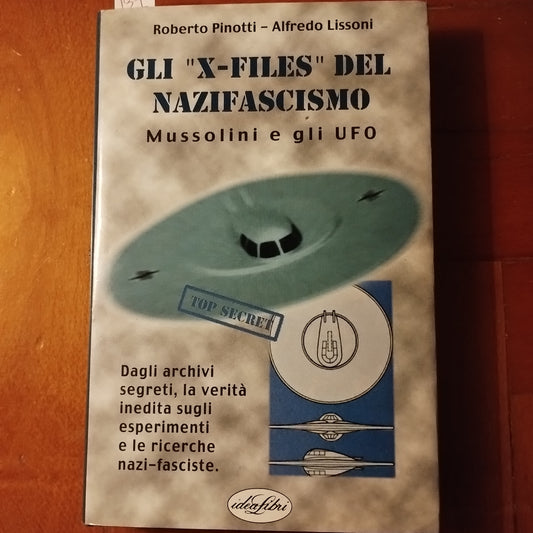 Roberto Pinotti – Alfredo Lissoni
GLI "X-FILES" DEL
NAZIFASCISMO
Mussolini e gli UFO
TOP SECRET
Dagli archivi
segreti, la verità
inedita sugli
esperimenti
e le ricerche
nazi-fasciste.
ideaLibri